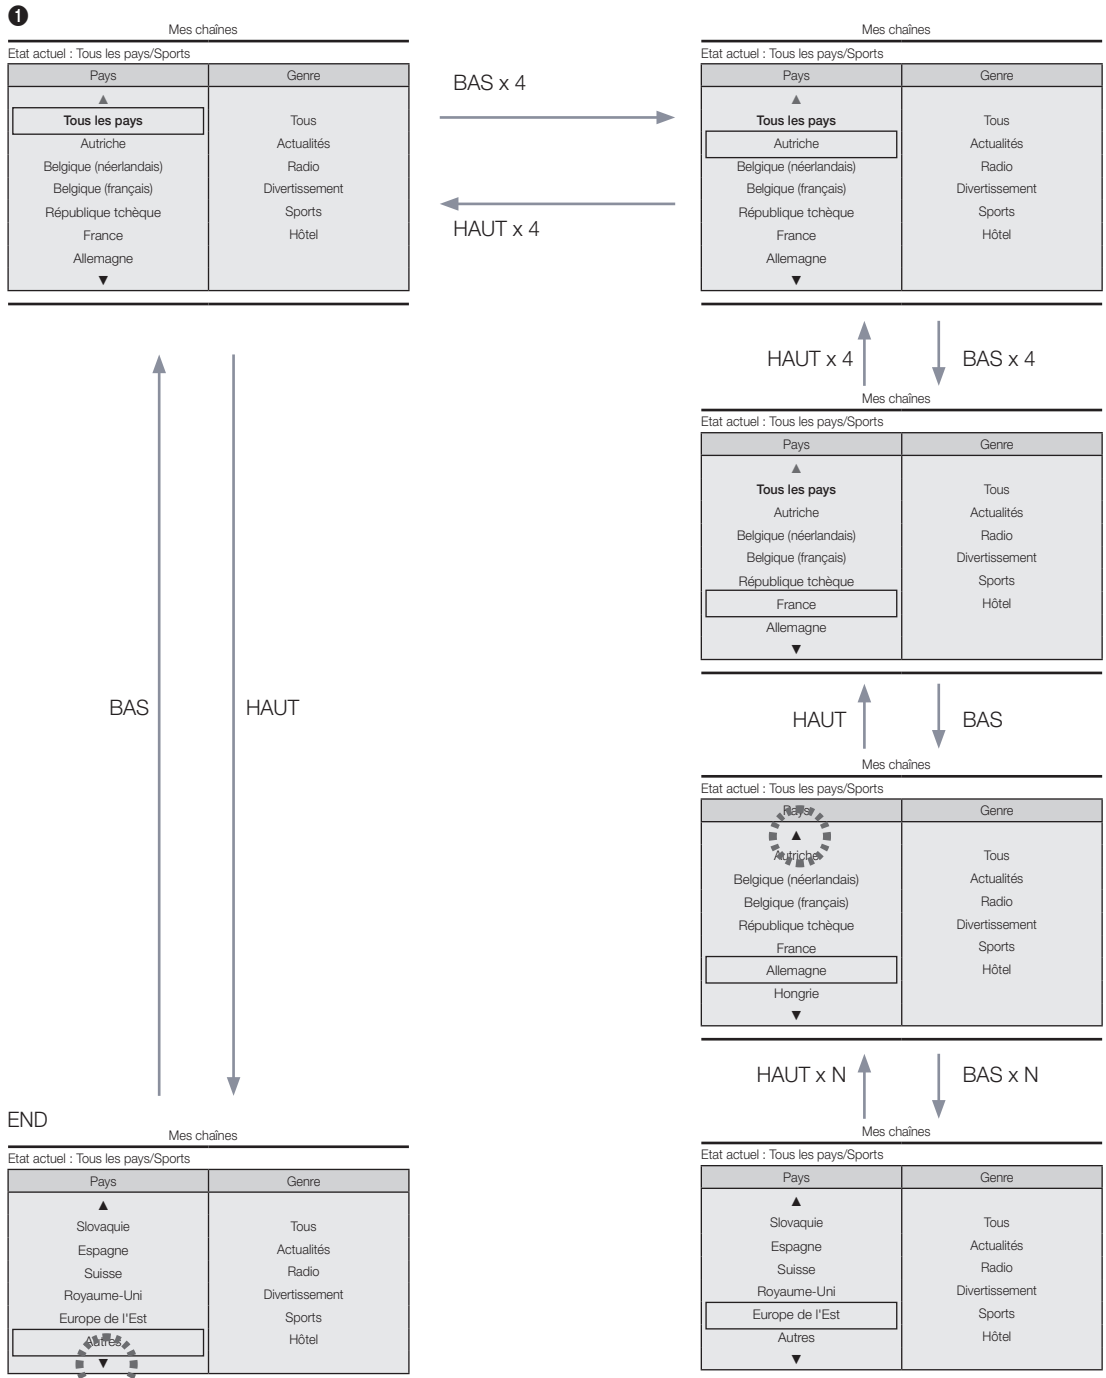 ❶
Mes chaînes
Etat actuel : Tous les pays/Sports
Pays Genre
▲
Tous les pays Tous
Autriche Actualités
Belgique (néerlandais) Radio
Belgique (français) Divertissement
République tchèque Sports
France Hôtel
Allemagne
▼
BAS x 4
HAUT x 4
Mes chaînes
Etat actuel : Tous les pays/Sports
Pays Genre
▲
Tous les pays Tous
Autriche Actualités
Belgique (néerlandais) Radio
Belgique (français) Divertissement
République tchèque Sports
France Hôtel
Allemagne
▼
HAUT x 4 BAS x 4
Mes chaînes
Etat actuel : Tous les pays/Sports
Pays Genre
▲
Tous les pays Tous
Autriche Actualités
Belgique (néerlandais) Radio
Belgique (français) Divertissement
République tchèque Sports
France Hôtel
Allemagne
▼
BAS HAUT
HAUT BAS
Mes chaînes
Etat actuel : Tous les pays/Sports
Pays Genre
▲
Autriche Tous
Belgique (néerlandais) Actualités
Belgique (français) Radio
République tchèque Divertissement
France Sports
Allemagne Hôtel
Hongrie
▼
HAUT x N BAS x N
END
Mes chaînes
Etat actuel : Tous les pays/Sports
Pays Genre
▲
Slovaquie Tous
Espagne Actualités
Suisse Radio
Royaume-Uni Divertissement
Europe de l'Est Sports
Autres Hôtel
▼
Mes chaînes
Etat actuel : Tous les pays/Sports
Pays Genre
▲
Slovaquie Tous
Espagne Actualités
Suisse Radio
Royaume-Uni Divertissement
Europe de l'Est Sports
Autres Hôtel
▼